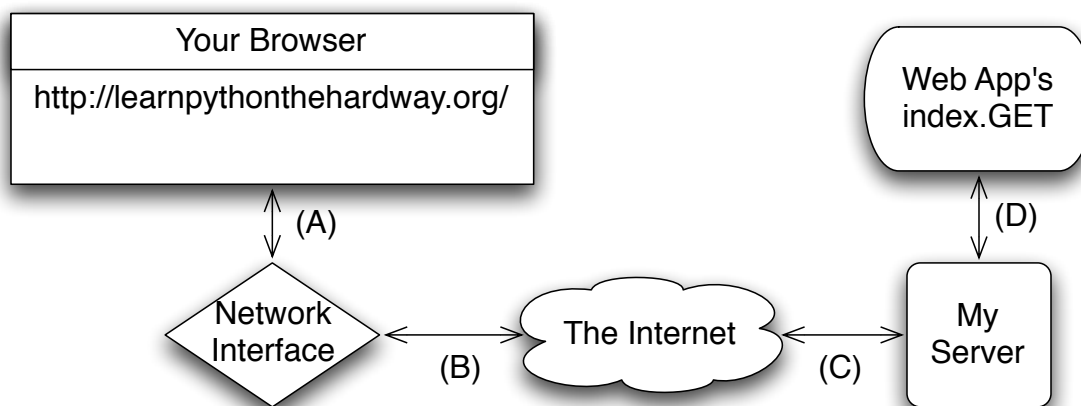 Your Browser
http://learnpythonthehardway.org/
Web App's
index.GET
(A)
(D)
Network
Interface
(B)
The Internet
(C)
My
Server